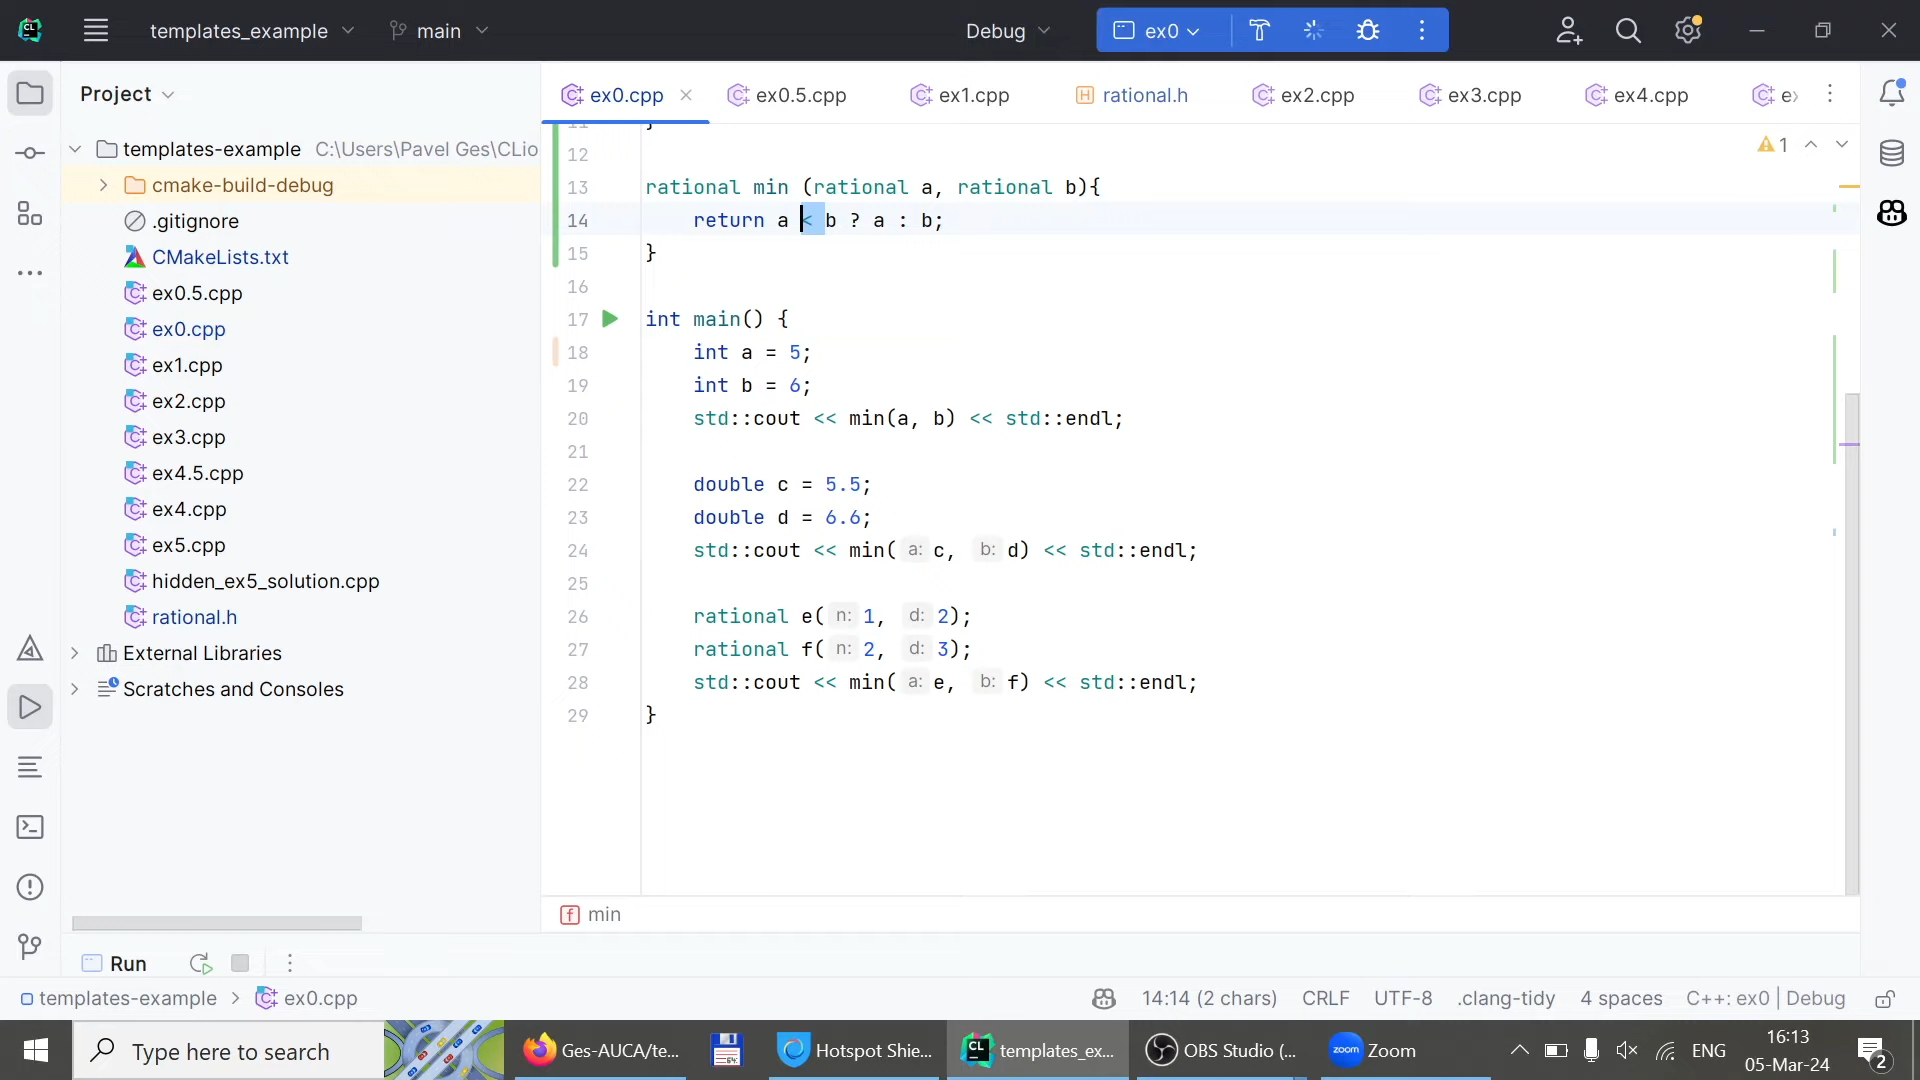 CL templates_example main Debug ex0
Project
ex0.cpp ex0.5.cpp ex1.cpp rational.h ex2.cpp ex3.cpp ex4.cpp
templates-example C:\Users\Pavel Ges\CLio
cmake-build-debug
.gitignore
CMakeLists.txt
ex0.5.cpp
ex0.cpp
ex1.cpp
ex2.cpp
ex3.cpp
ex4.5.cpp
ex4.cpp
ex5.cpp
hidden_ex5_solution.cpp
rational.h
External Libraries
Scratches and Consoles
1
11 }
12
13 rational min (rational a, rational b){
14 return a < b ? a : b;
15 }
16
17 int main() {
18 int a = 5;
19 int b = 6;
20 std::cout << min(a, b) << std::endl;
21
22 double c = 5.5;
23 double d = 6.6;
24 std::cout << min( a: c, b: d) << std::endl;
25
26 rational e( n: 1, d: 2);
27 rational f( n: 2, d: 3);
28 std::cout << min( a: e, b: f) << std::endl;
29 }
f min
Run
templates-example > ex0.cpp 14:14 (2 chars) CRLF UTF-8 .clang-tidy 4 spaces C++: ex0 | Debug
Type here to search Ges-AUCA/te... 64 Hotspot Shie... CL templates_ex... OBS Studio (... zoom Zoom ENG 16:13
05-Mar-24 2